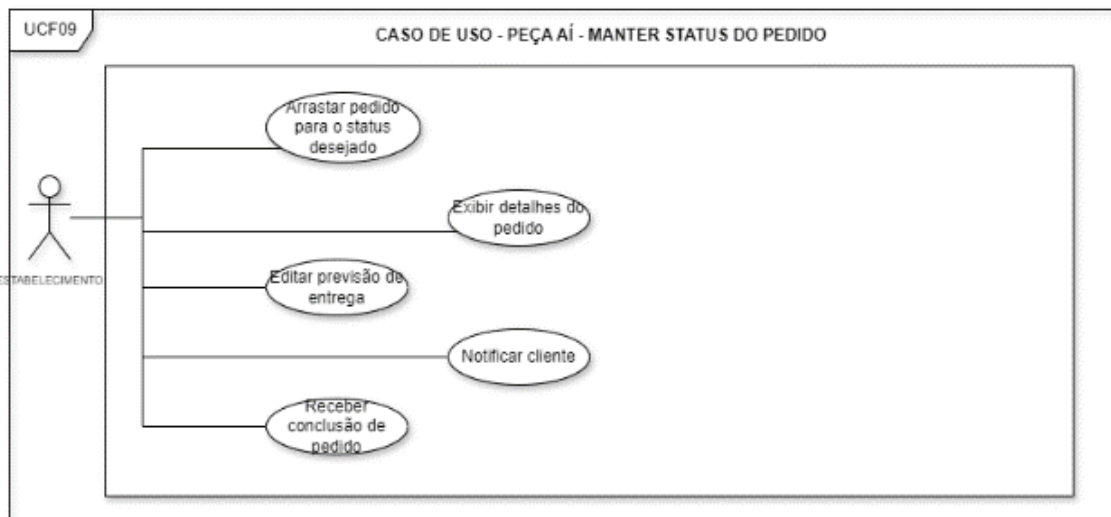 UCF09
CASO DE USO - PEÇA AÍ - MANTER STATUS DO PEDIDO
Arrastar pedido
para o status
desejado
Exibir detalhes do
pedido
ESTABELECIMENTO
Editar previsão de
entrega
Notificar cliente
Receber
conclusão de
pedido